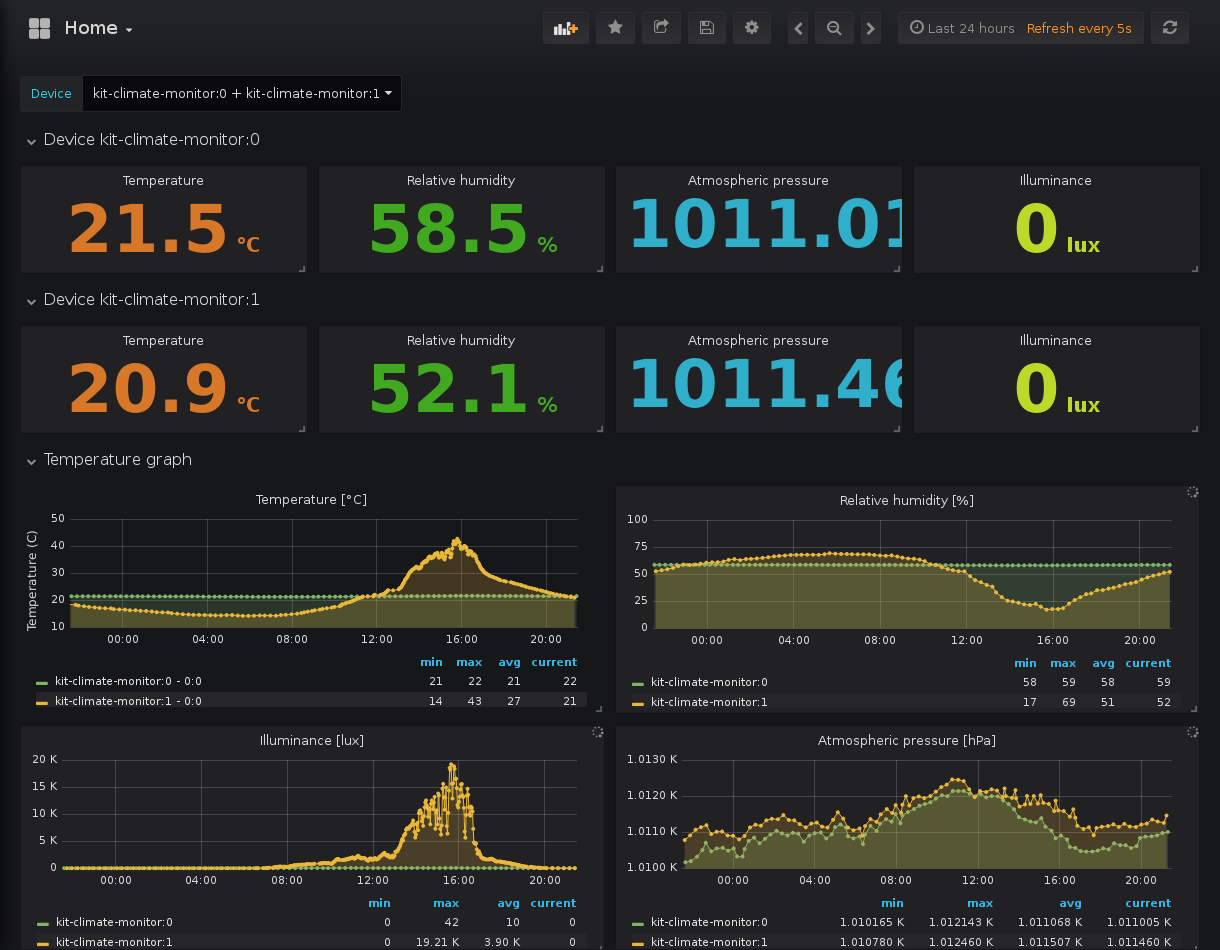 Home
Last 24 hours Refresh every 5s
Device kit-climate-monitor:0 + kit-climate-monitor:1
Device kit-climate-monitor:0
Temperature Relative humidity Atmospheric pressure Illuminance
21.5 °C 58.5 % 1011.01 0 lux
Device kit-climate-monitor:1
Temperature Relative humidity Atmospheric pressure Illuminance
20.9 °C 52.1 % 1011.46 0 lux
Temperature graph
Temperature [°C]
Temperature (C)
50
40
30
20
10
00:00 04:00 08:00 12:00 16:00 20:00
min max avg current
kit-climate-monitor:0 - 0:0 21 22 21 22
kit-climate-monitor:1 - 0:0 14 43 27 21
Relative humidity [%]
100
75
50
25
0
00:00 04:00 08:00 12:00 16:00 20:00
min max avg current
kit-climate-monitor:0 58 59 58 59
kit-climate-monitor:1 17 69 51 52
Illuminance [lux]
20 K
15 K
10 K
5 K
0
00:00 04:00 08:00 12:00 16:00 20:00
min max avg current
kit-climate-monitor:0 0 42 10 0
kit-climate-monitor:1 0 19.21 K 3.90 K 0
Atmospheric pressure [hPa]
1.0130 K
1.0120 K
1.0110 K
1.0100 K
00:00 04:00 08:00 12:00 16:00 20:00
min max avg current
kit-climate-monitor:0 1.010165 K 1.012143 K 1.011068 K 1.011005 K
kit-climate-monitor:1 1.010780 K 1.012460 K 1.011507 K 1.011460 K